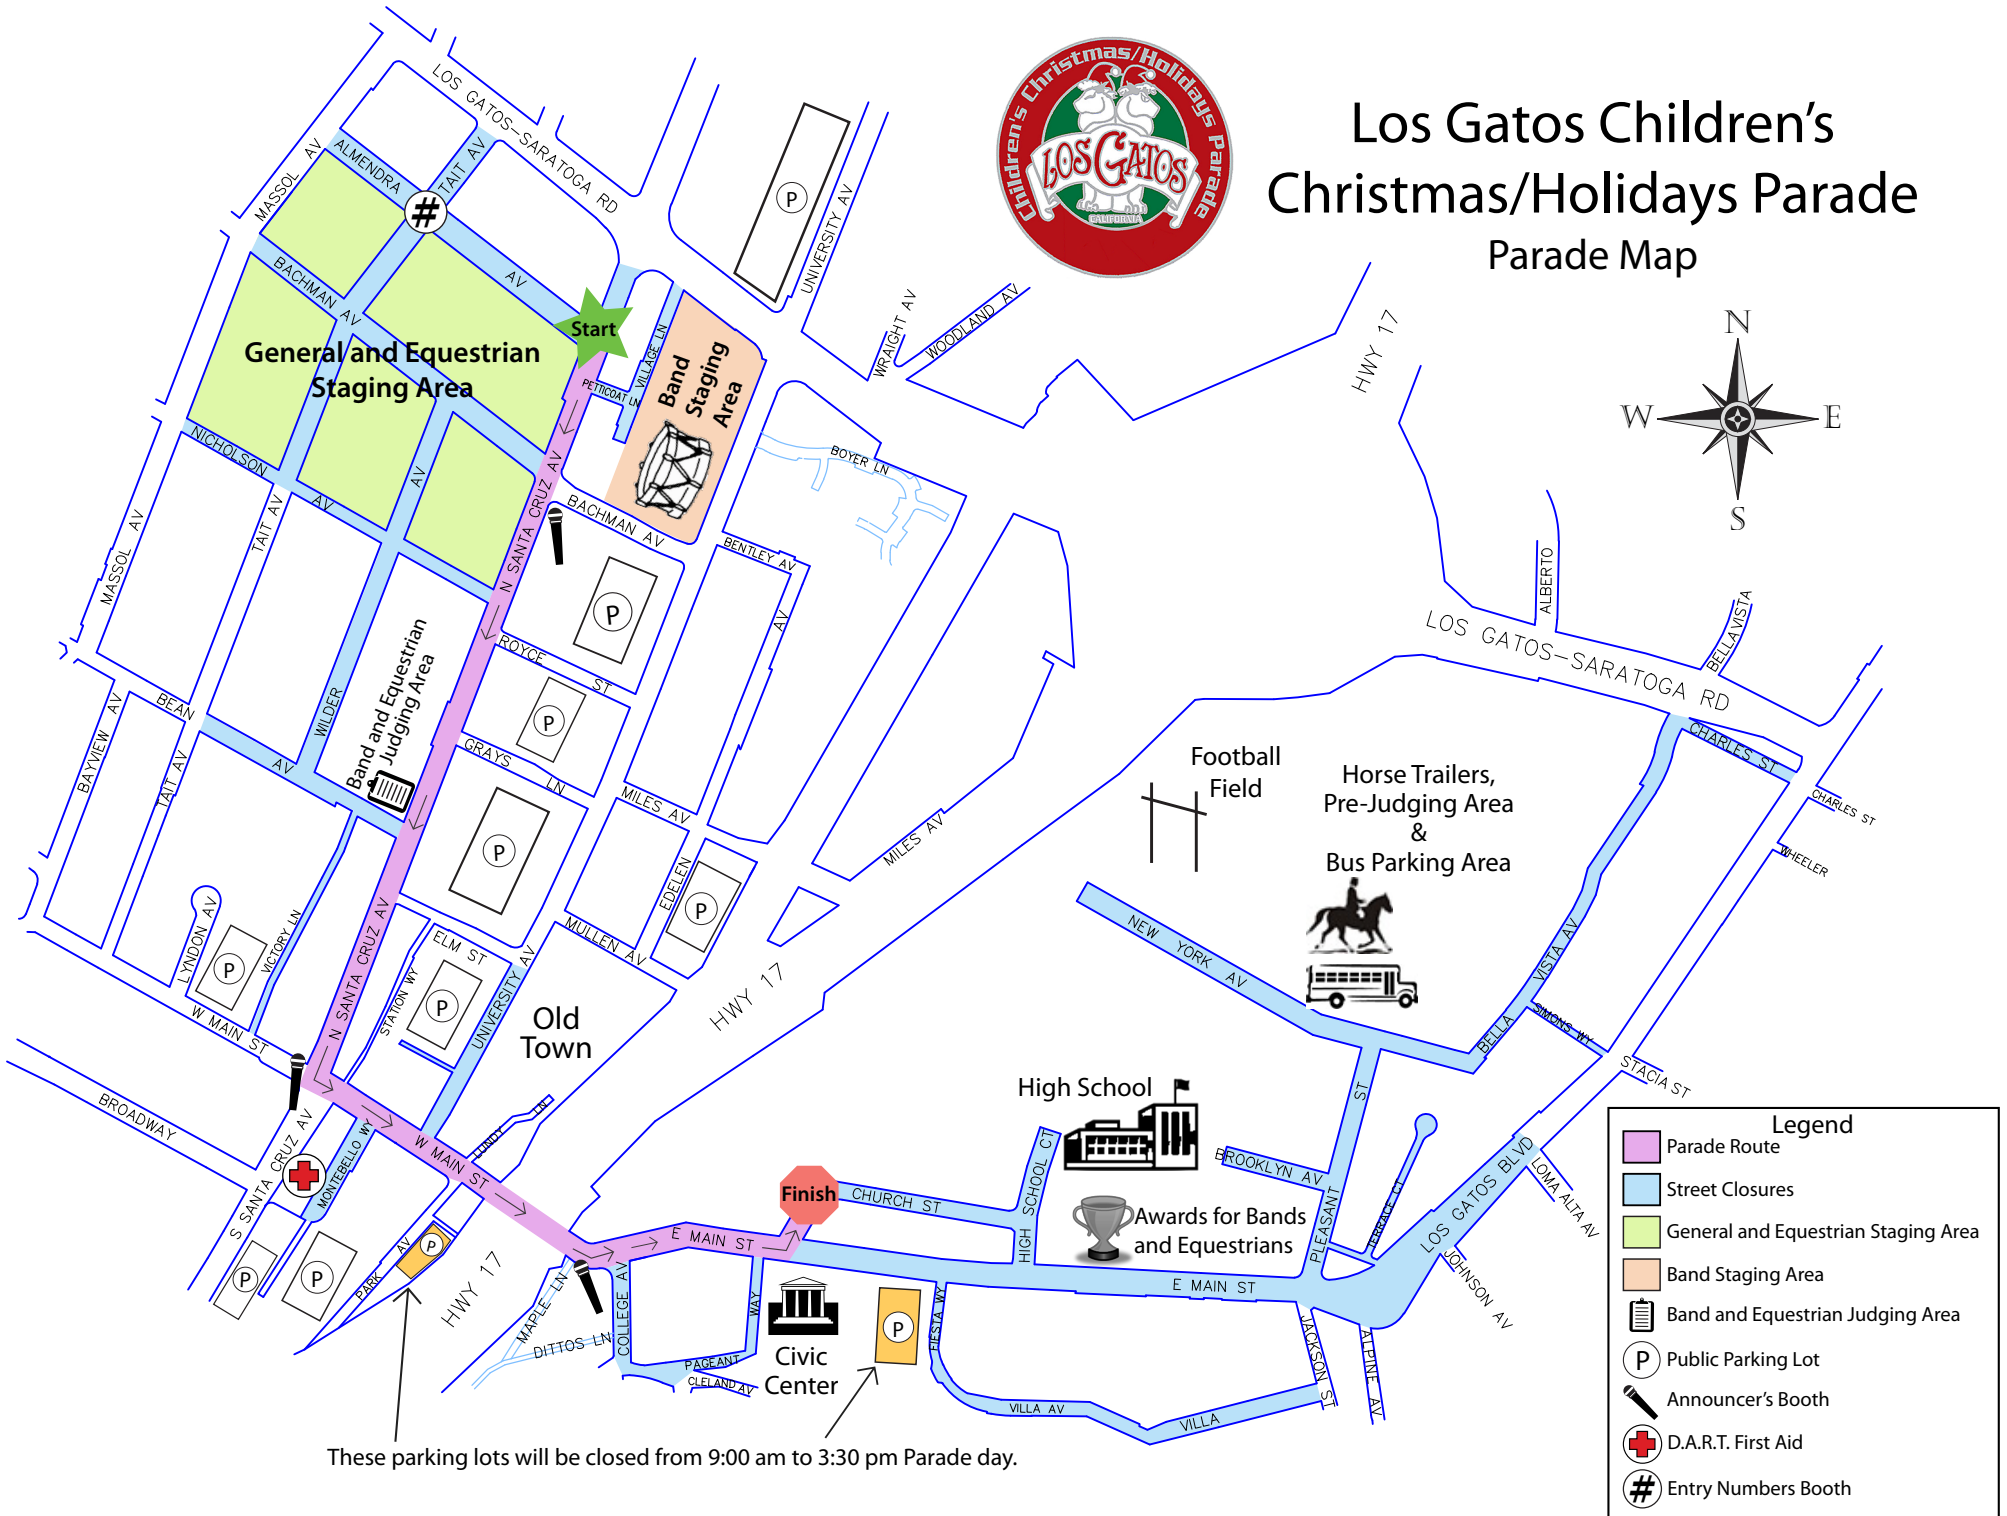 Children's Christmas/Holidays Parade
LOS GATOS
CALIFORNIA
Los Gatos Children's
Christmas/Holidays Parade
Parade Map
N
W
E
S
LOS GATOS-SARATOGA RD
MASSOL AV
ALMENDRA
AV
TAIT AV
#
BACHMAN AV
General and Equestrian
Staging Area
Start
VILLAGE LN
PETTICOAT LN
Band
Staging
Area
P
UNIVERSITY AV
WRAIGHT AV
WOODLAND AV
HWY 17
NICHOLSON
AV
TAIT AV
AV
N SANTA CRUZ AV
BACHMAN AV
BOYER LN
BENTLEY AV
AV
MASSOL AV
P
ROYCE
ST
Band and Equestrian
Judging Area
WILDER
BEAN
AV
BAYVIEW AV
TAIT AV
P
GRAYS
LN
MILES AV
P
EDELEN
P
MULLEN AV
MILES AV
HWY 17
LYNDON AV
P
VICTORY LN
N SANTA CRUZ AV
STATION WY
ELM ST
P
UNIVERSITY AV
Old
Town
W MAIN ST
BROADWAY
S SANTA CRUZ AV
MONTEBELLO WY
W MAIN ST
LUNDY
LN
P
P
PARK
AV
P
HWY 17
ALBERTO
BELLAVISTA
LOS GATOS-SARATOGA RD
CHARLES ST
CHARLES ST
WHEELER
Football
Field
Horse Trailers,
Pre-Judging Area
&
Bus Parking Area
NEW YORK AV
BELLA
VISTA AV
SIMONS WY
STACIA ST
High School
HIGH
SCHOOL CT
BROOKLYN AV
PLEASANT
ST
TERRACE CT
LOS GATOS BLVD
LOMA ALTA AV
JOHNSON AV
Finish
CHURCH ST
Awards for Bands
and Equestrians
E MAIN ST
E MAIN ST
MAPLE LN
DITTOS LN
COLLEGE AV
WAY
PAGEANT
CLELAND AV
Civic
Center
P
FIESTA WY
VILLA AV
VILLA
JACKSON ST
ALPINE AV
These parking lots will be closed from 9:00 am to 3:30 pm Parade day.
Legend
Parade Route
Street Closures
General and Equestrian Staging Area
Band Staging Area
Band and Equestrian Judging Area
P Public Parking Lot
Announcer's Booth
D.A.R.T. First Aid
# Entry Numbers Booth